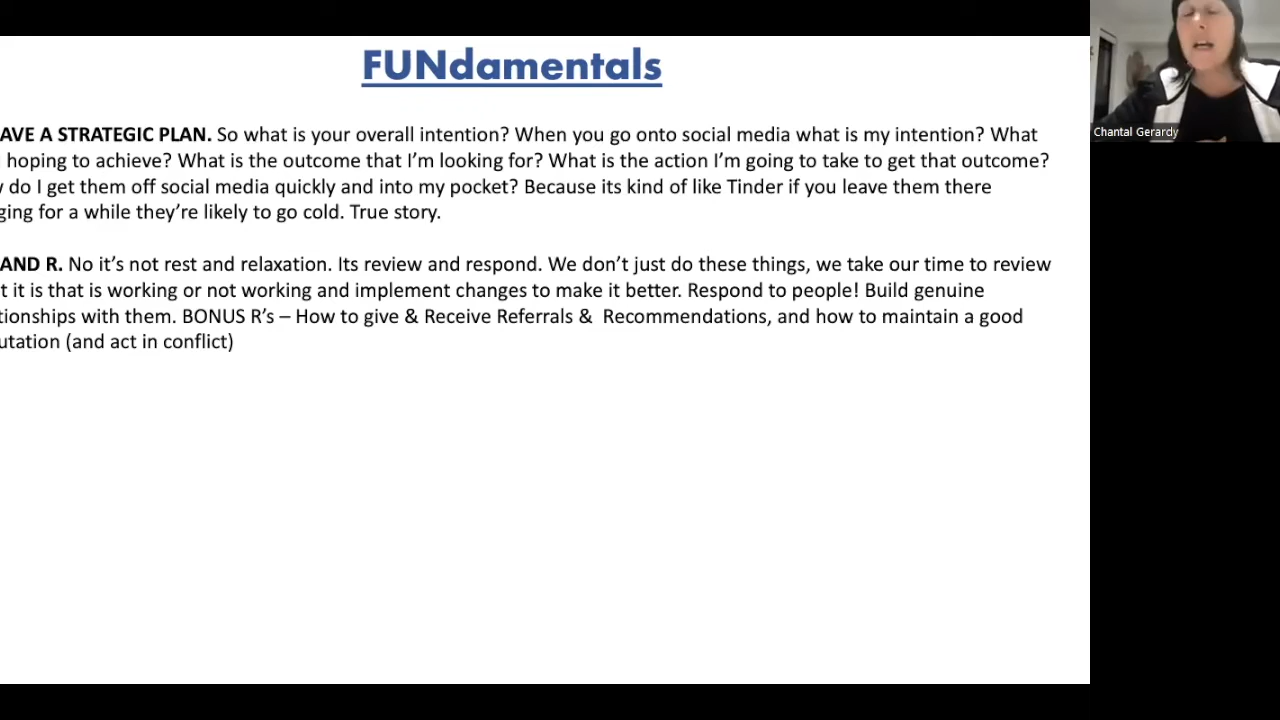 FUNdamentals
AVE A STRATEGIC PLAN. So what is your overall intention? When you go onto social media what is my intention? What
hoping to achieve? What is the outcome that I’m looking for? What is the action I’m going to take to get that outcome?
do I get them off social media quickly and into my pocket? Because its kind of like Tinder if you leave them there
ging for a while they’re likely to go cold. True story.
AND R. No it’s not rest and relaxation. Its review and respond. We don’t just do these things, we take our time to review
t it is that is working or not working and implement changes to make it better. Respond to people! Build genuine
tionships with them. BONUS R’s – How to give & Receive Referrals & Recommendations, and how to maintain a good
utation (and act in conflict)
Chantal Gerardy